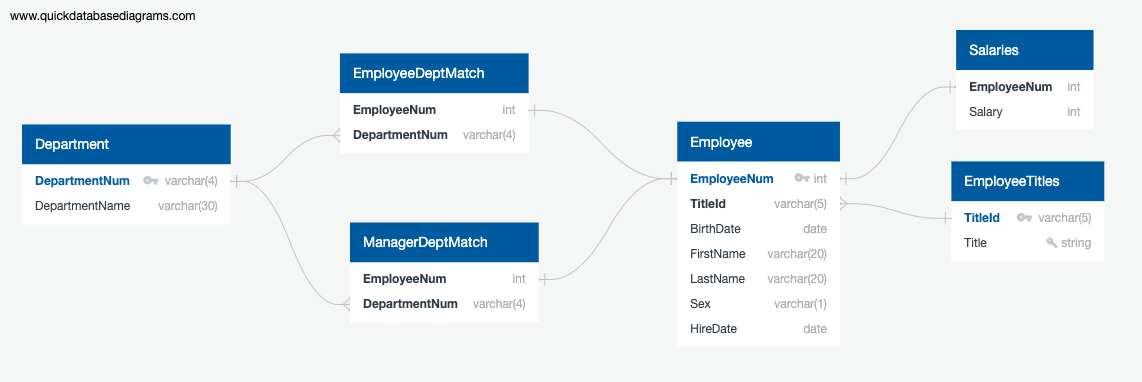 www.quickdatabasediagrams.com
Department
DepartmentNum varchar(4)
DepartmentName varchar(30)
EmployeeDeptMatch
EmployeeNum int
DepartmentNum varchar(4)
ManagerDeptMatch
EmployeeNum int
DepartmentNum varchar(4)
Employee
EmployeeNum int
TitleId varchar(5)
BirthDate date
FirstName varchar(20)
LastName varchar(20)
Sex varchar(1)
HireDate date
Salaries
EmployeeNum int
Salary int
EmployeeTitles
TitleId varchar(5)
Title string